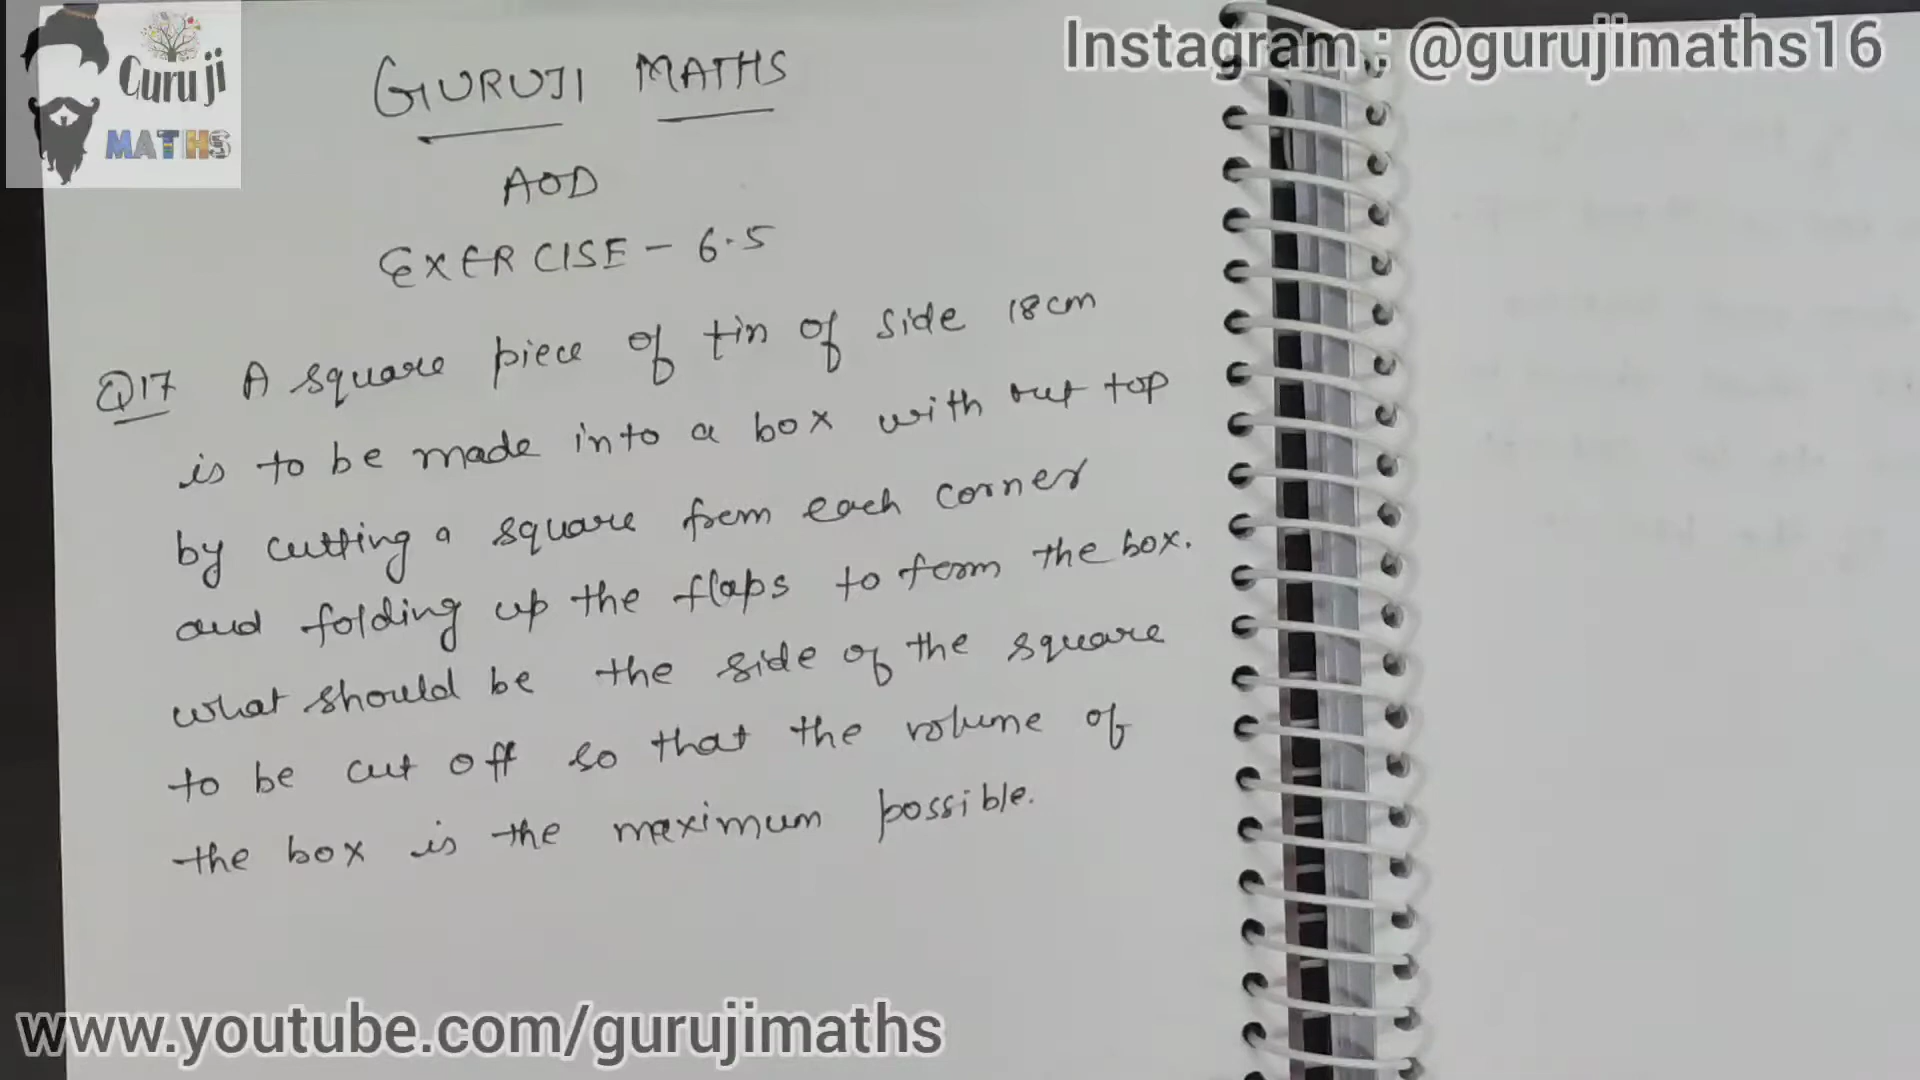 Guruji
MATHS
Instagram : @gurujimaths16
GURUJI MATHS
AOD
EXERCISE - 6.5
Q17 A square piece of tin of side 18cm
is to be made into a box with out top
by cutting a square from each corner
and folding up the flaps to form the box.
what should be the side of the square
to be cut off so that the volume of
the box is the maximum possible.
www.youtube.com/gurujimaths